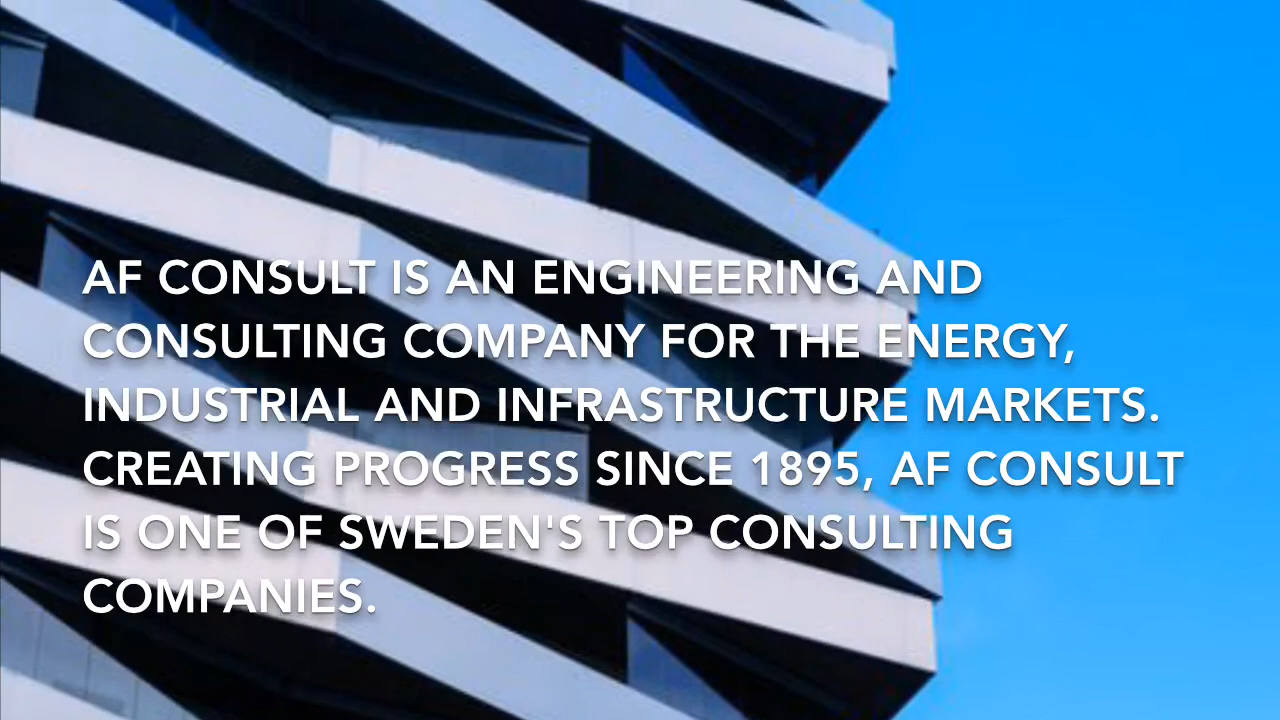 AF CONSULT IS AN ENGINEERING AND
CONSULTING COMPANY FOR THE ENERGY,
INDUSTRIAL AND INFRASTRUCTURE MARKETS.
CREATING PROGRESS SINCE 1895, AF CONSULT
IS ONE OF SWEDEN'S TOP CONSULTING
COMPANIES.